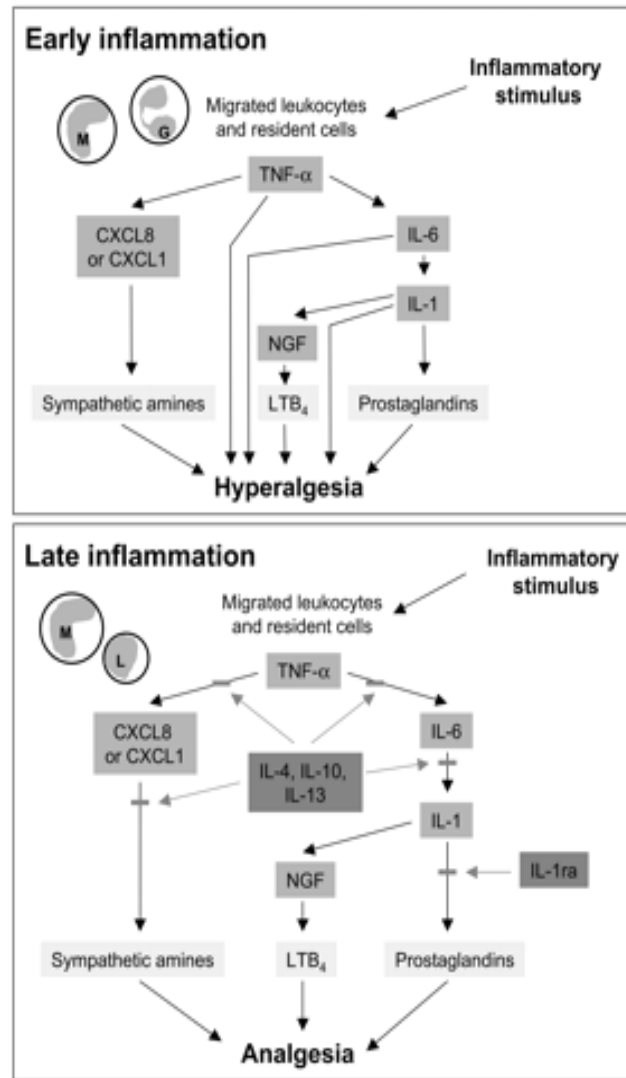 Early inflammation
Inflammatory
stimulus
Migrated leukocytes
and resident cells
M
G
TNF-α
CXCL8
or CXCL1
IL-6
IL-1
NGF
Sympathetic amines
LTB₄
Prostaglandins
Hyperalgesia
Late inflammation
Inflammatory
stimulus
Migrated leukocytes
and resident cells
M
L
TNF-α
CXCL8
or CXCL1
IL-6
IL-4, IL-10,
IL-13
IL-1
NGF
IL-1ra
Sympathetic amines
LTB₄
Prostaglandins
Analgesia